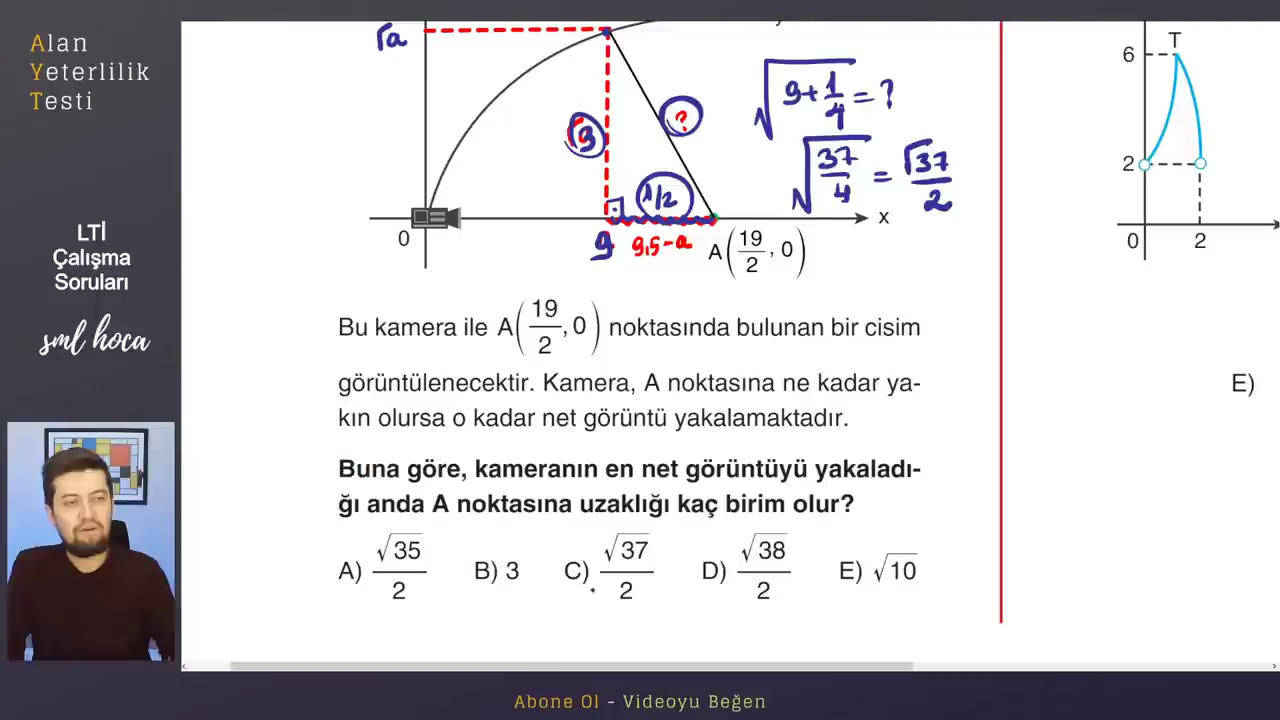 Alan
Yeterlilik
Testi
LTİ
Çalışma
Soruları
sml hoca
√a
3
?
1/2
9
9,5-a
√(9+1/4) = ?
√(37/4) = √37/2
x
0
A(19/2, 0)
Bu kamera ile A(19/2, 0) noktasında bulunan bir cisim
görüntülenecektir. Kamera, A noktasına ne kadar ya-
kın olursa o kadar net görüntü yakalamaktadır.
Buna göre, kameranın en net görüntüyü yakaladı-
ğı anda A noktasına uzaklığı kaç birim olur?
A) √35/2 B) 3 C) √37/2 D) √38/2 E) √10
6
T
2
0
2
E)
Abone Ol - Videoyu Beğen